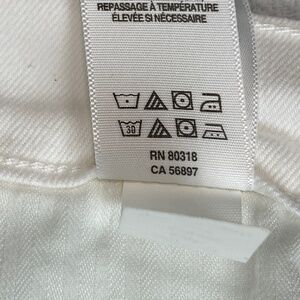 REPASSAGE À TEMPÉRATURE
ÉLEVÉE SI NÉCESSAIRE
30
RN 80318
CA 56897